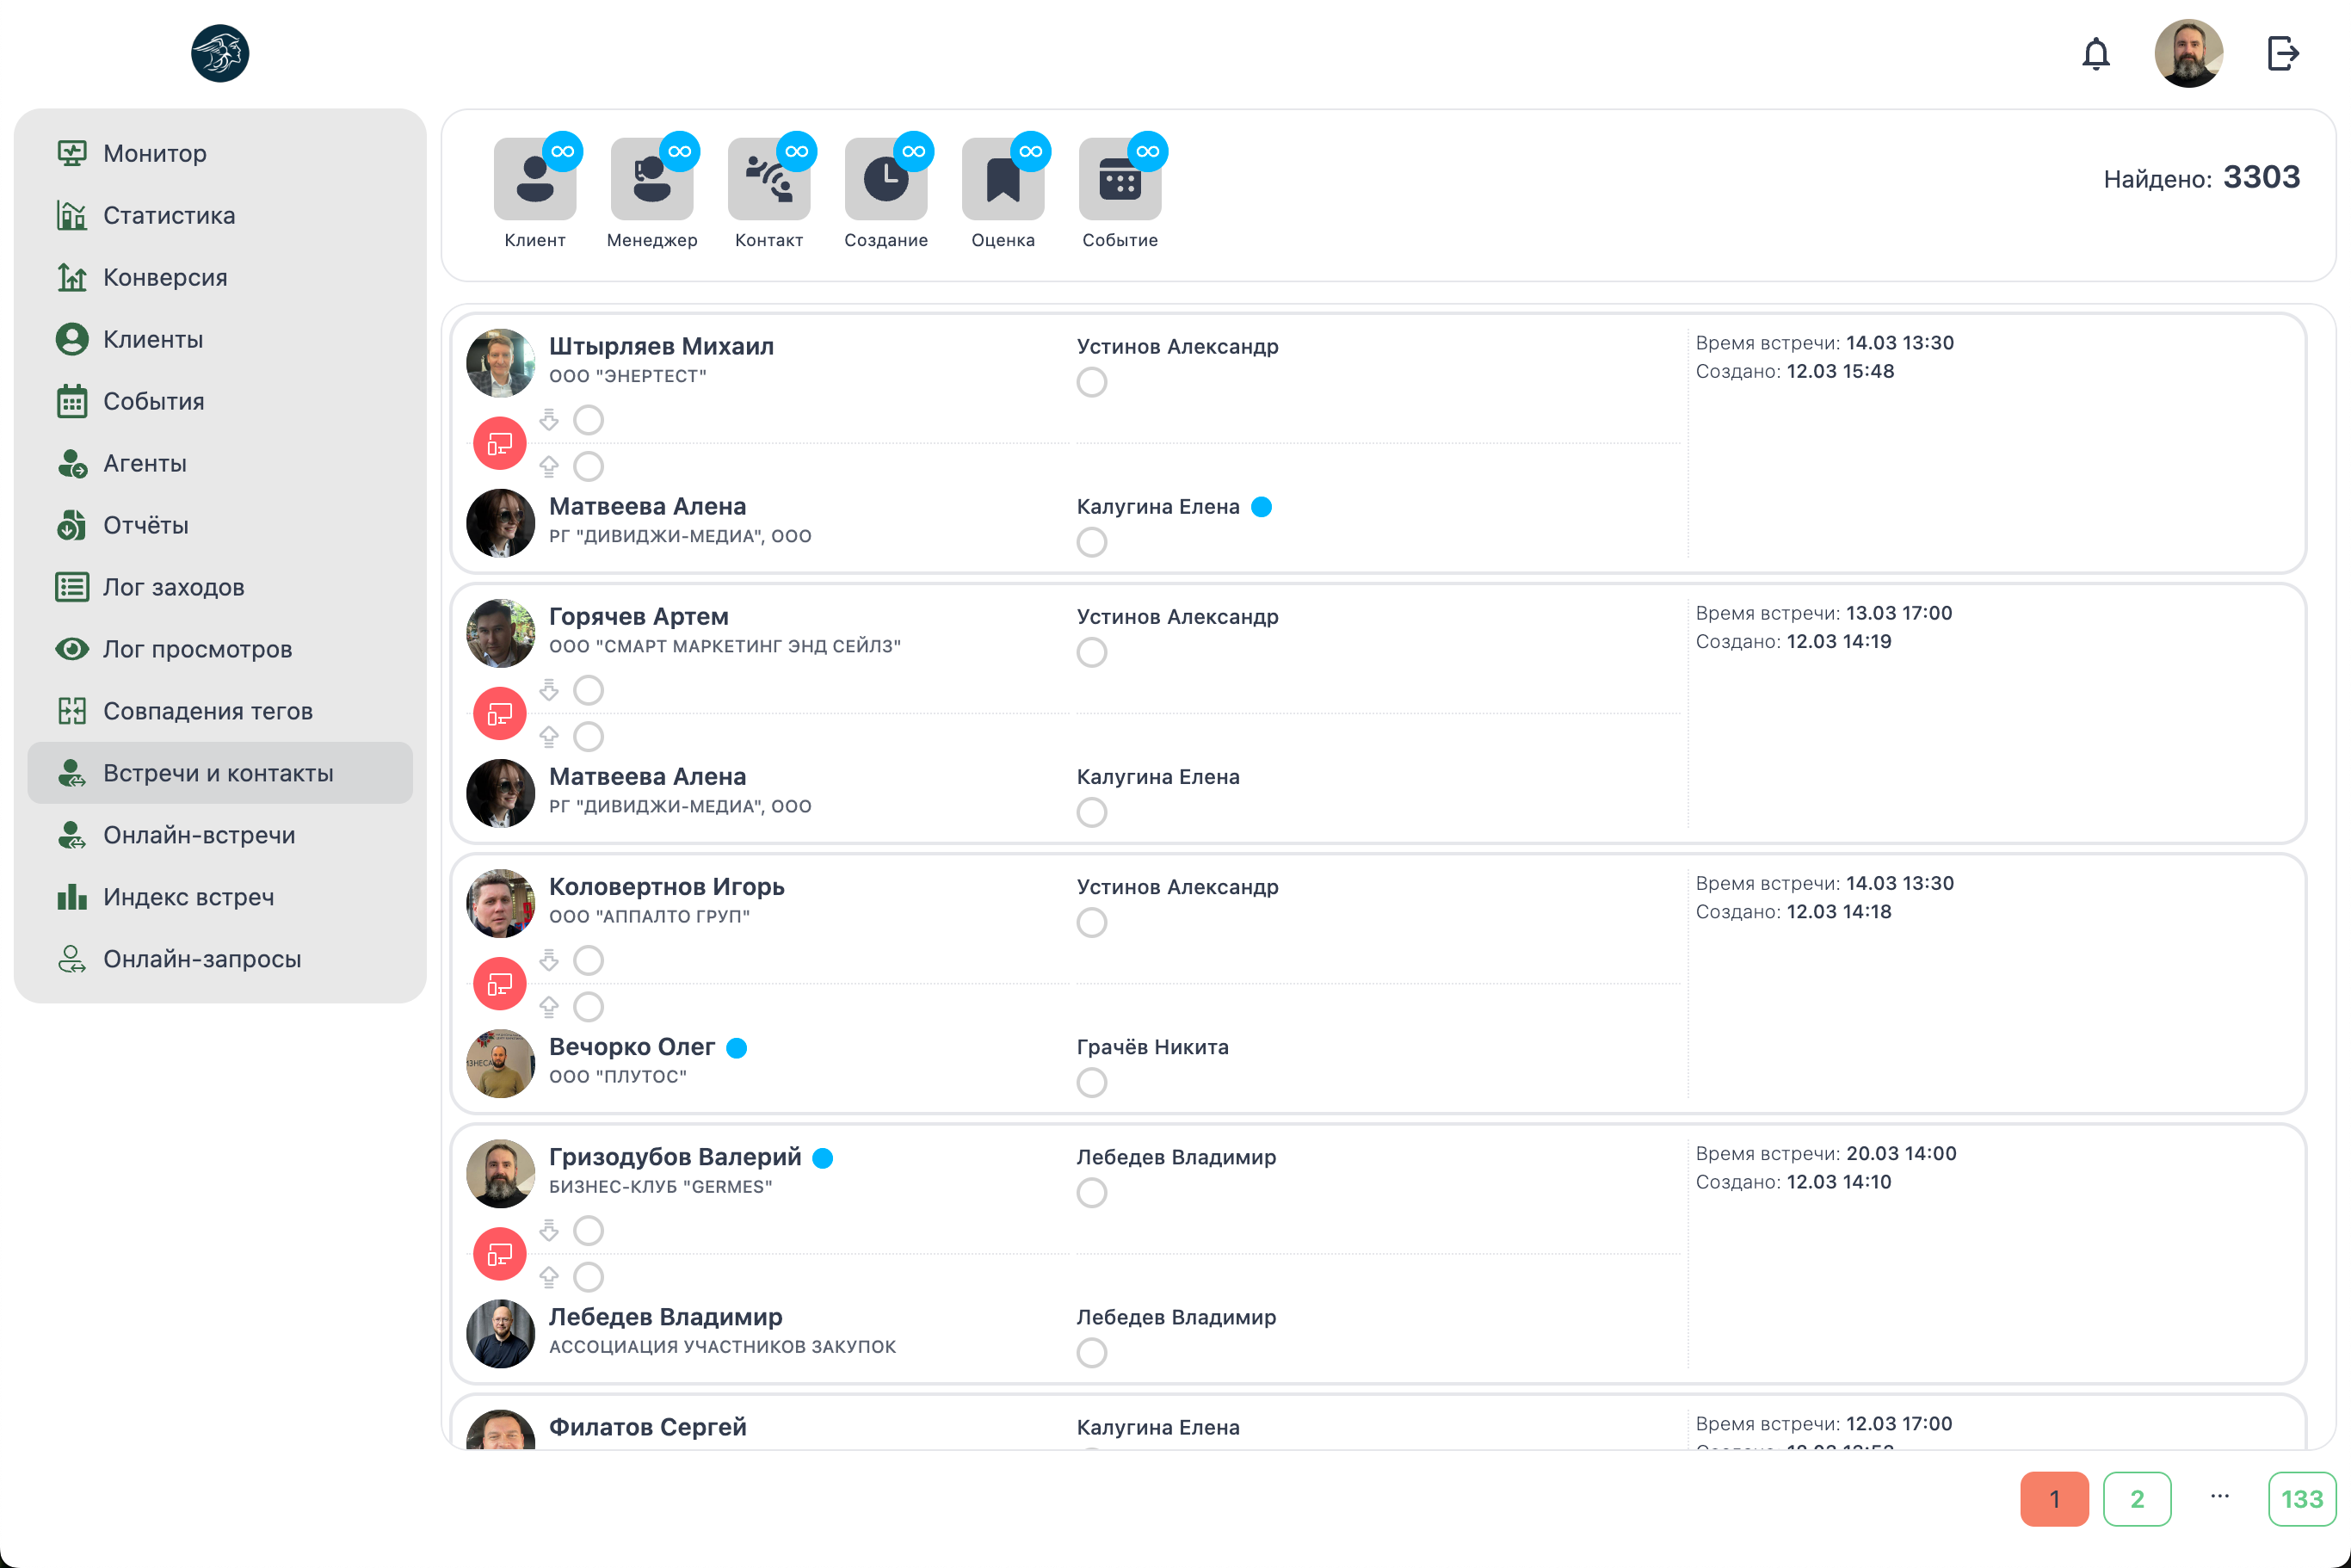 Найдено: 3303
Клиент
Менеджер
Контакт
Создание
Оценка
Событие
Монитор
Статистика
Конверсия
Клиенты
События
Агенты
Отчёты
Лог заходов
Лог просмотров
Совпадения тегов
Встречи и контакты
Онлайн-встречи
Индекс встреч
Онлайн-запросы
Штырляев Михаил
ООО "ЭНЕРТЕСТ"
Устинов Александр
Время встречи: 14.03 13:30
Создано: 12.03 15:48
Матвеева Алена
РГ "ДИВИДЖИ-МЕДИА", ООО
Калугина Елена
Горячев Артем
ООО "СМАРТ МАРКЕТИНГ ЭНД СЕЙЛЗ"
Устинов Александр
Время встречи: 13.03 17:00
Создано: 12.03 14:19
Матвеева Алена
РГ "ДИВИДЖИ-МЕДИА", ООО
Калугина Елена
Коловертнов Игорь
ООО "АППАЛТО ГРУП"
Устинов Александр
Время встречи: 14.03 13:30
Создано: 12.03 14:18
Вечорко Олег
ООО "ПЛУТОС"
Грачёв Никита
Гризодубов Валерий
БИЗНЕС-КЛУБ "GERMES"
Лебедев Владимир
Время встречи: 20.03 14:00
Создано: 12.03 14:10
Лебедев Владимир
АССОЦИАЦИЯ УЧАСТНИКОВ ЗАКУПОК
Лебедев Владимир
Филатов Сергей
Калугина Елена
Время встречи: 12.03 17:00
1
2
...
133